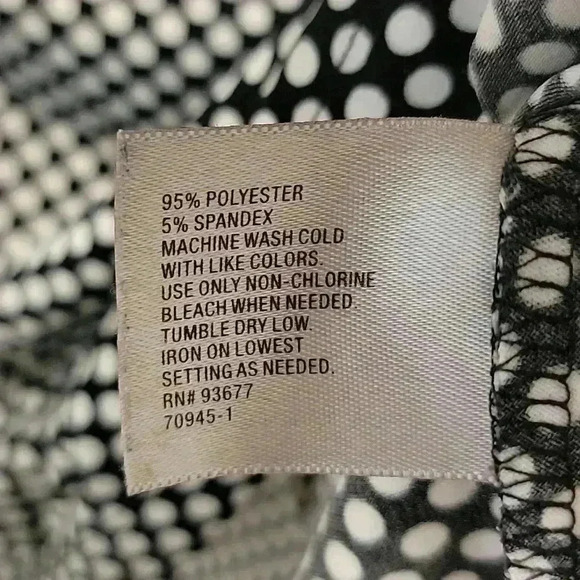 95% POLYESTER
5% SPANDEX
MACHINE WASH COLD
WITH LIKE COLORS.
USE ONLY NON-CHLORINE
BLEACH WHEN NEEDED.
TUMBLE DRY LOW.
IRON ON LOWEST
SETTING AS NEEDED.
RN# 93677
70945-1